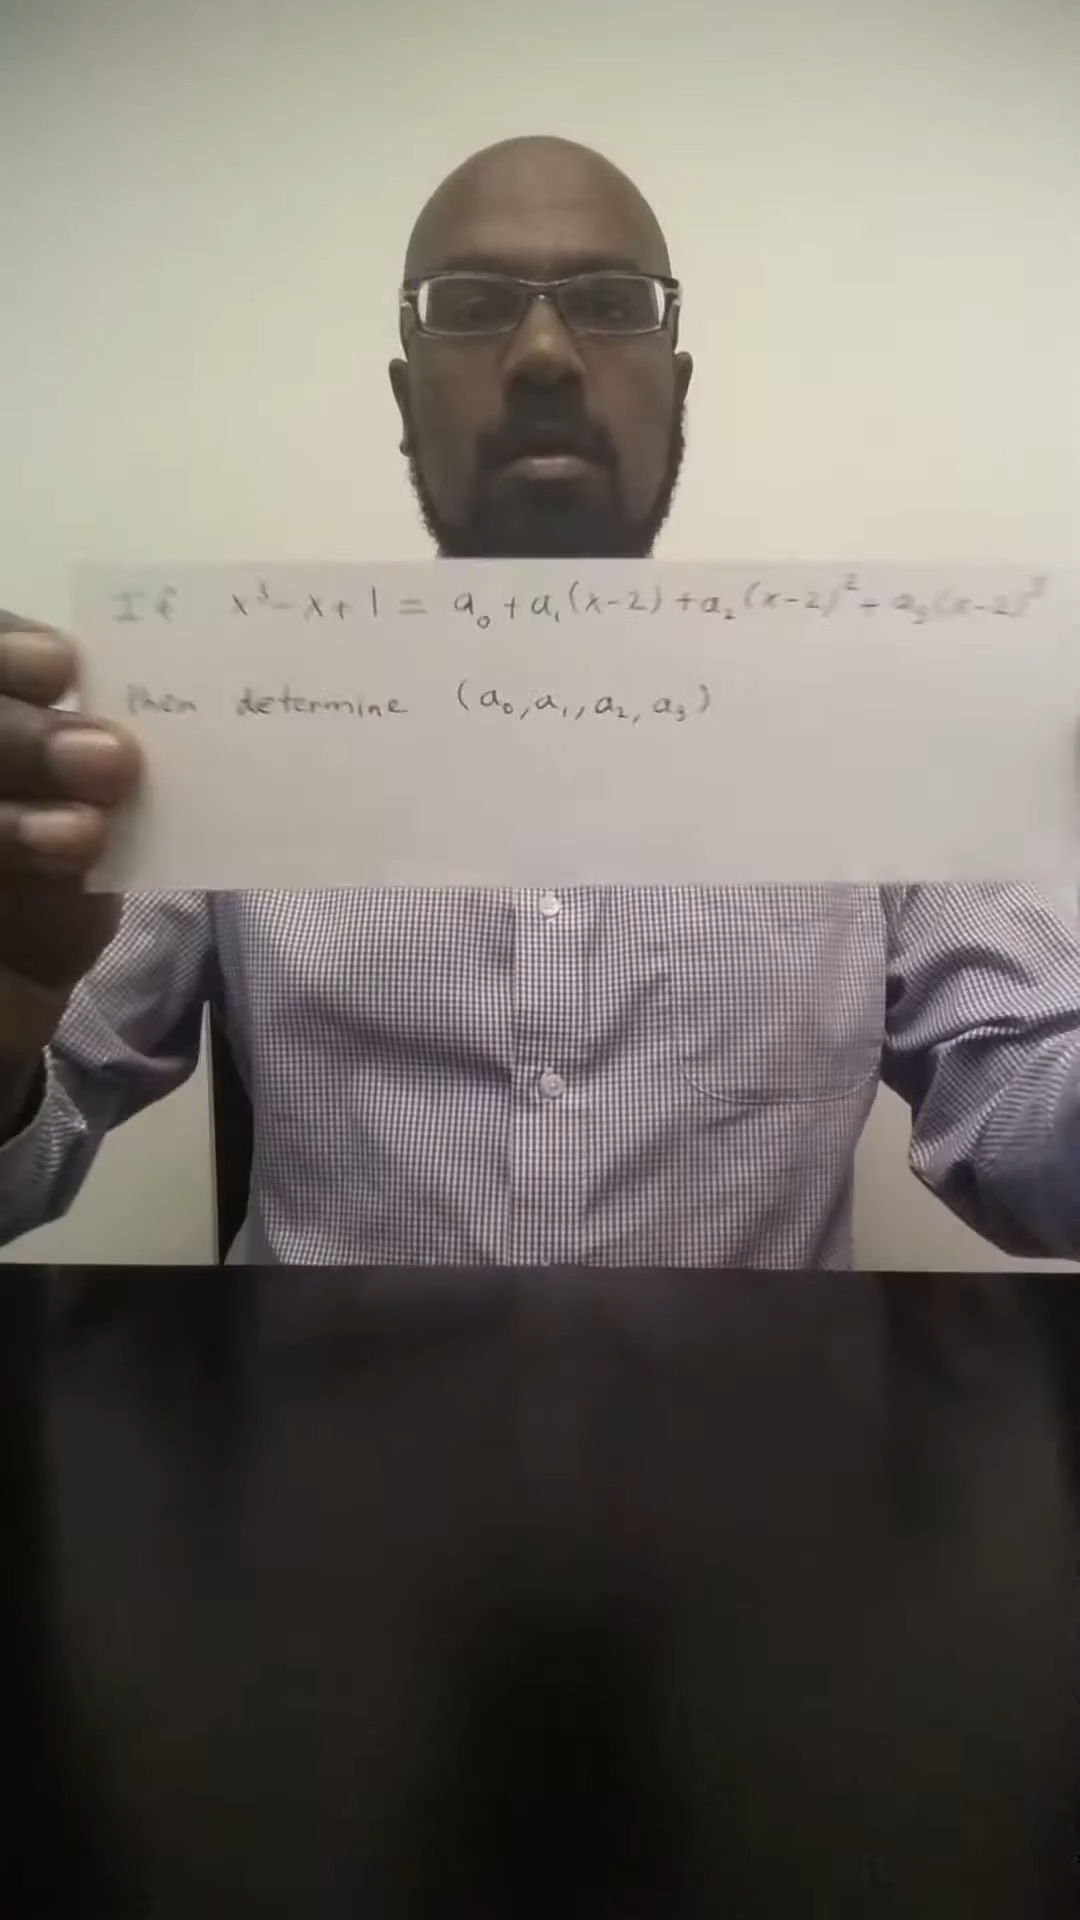 If x³-x+1 = a₀+a₁(x-2)+a₂(x-2)²+a₃(x-2)³
then determine (a₀,a₁,a₂,a₃)